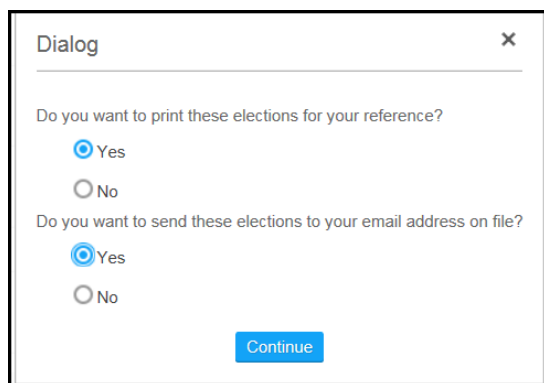 Dialog
Do you want to print these elections for your reference?
Yes
No
Do you want to send these elections to your email address on file?
Yes
No
Continue